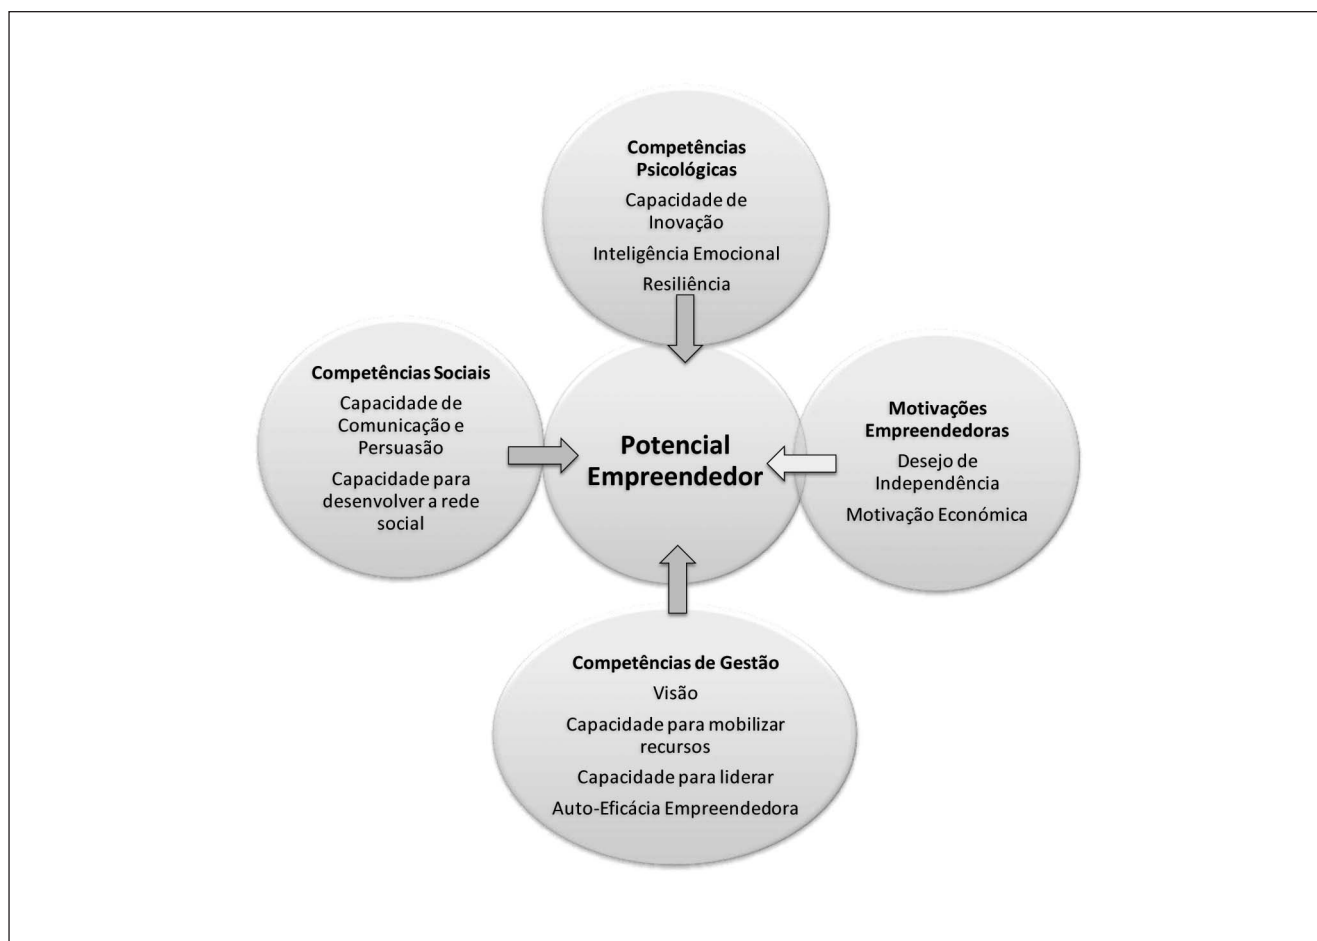 Competências
Psicológicas
Capacidade de
Inovação
Inteligência Emocional
Resiliência
Competências Sociais
Capacidade de
Comunicação e
Persuasão
Capacidade para
desenvolver a rede
social
Potencial
Empreendedor
Motivações
Empreendedoras
Desejo de
Independência
Motivação Económica
Competências de Gestão
Visão
Capacidade para mobilizar
recursos
Capacidade para liderar
Auto-Eficácia Empreendedora